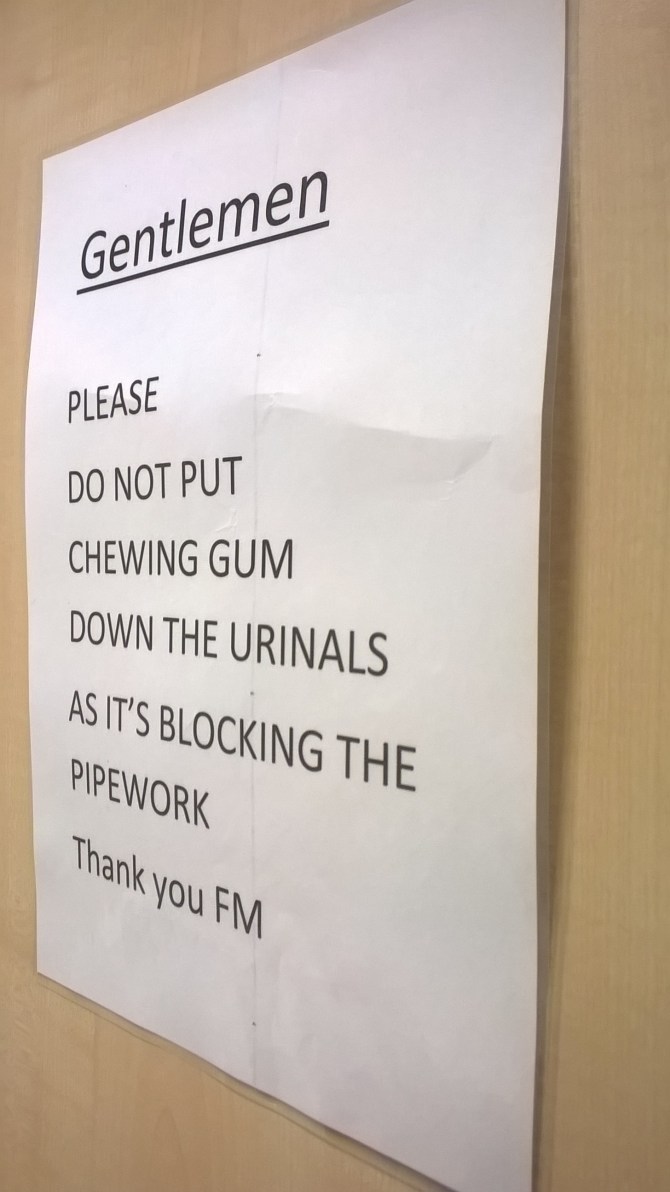 Gentlemen
PLEASE
DO NOT PUT
CHEWING GUM
DOWN THE URINALS
AS IT’S BLOCKING THE
PIPEWORK
Thank you FM